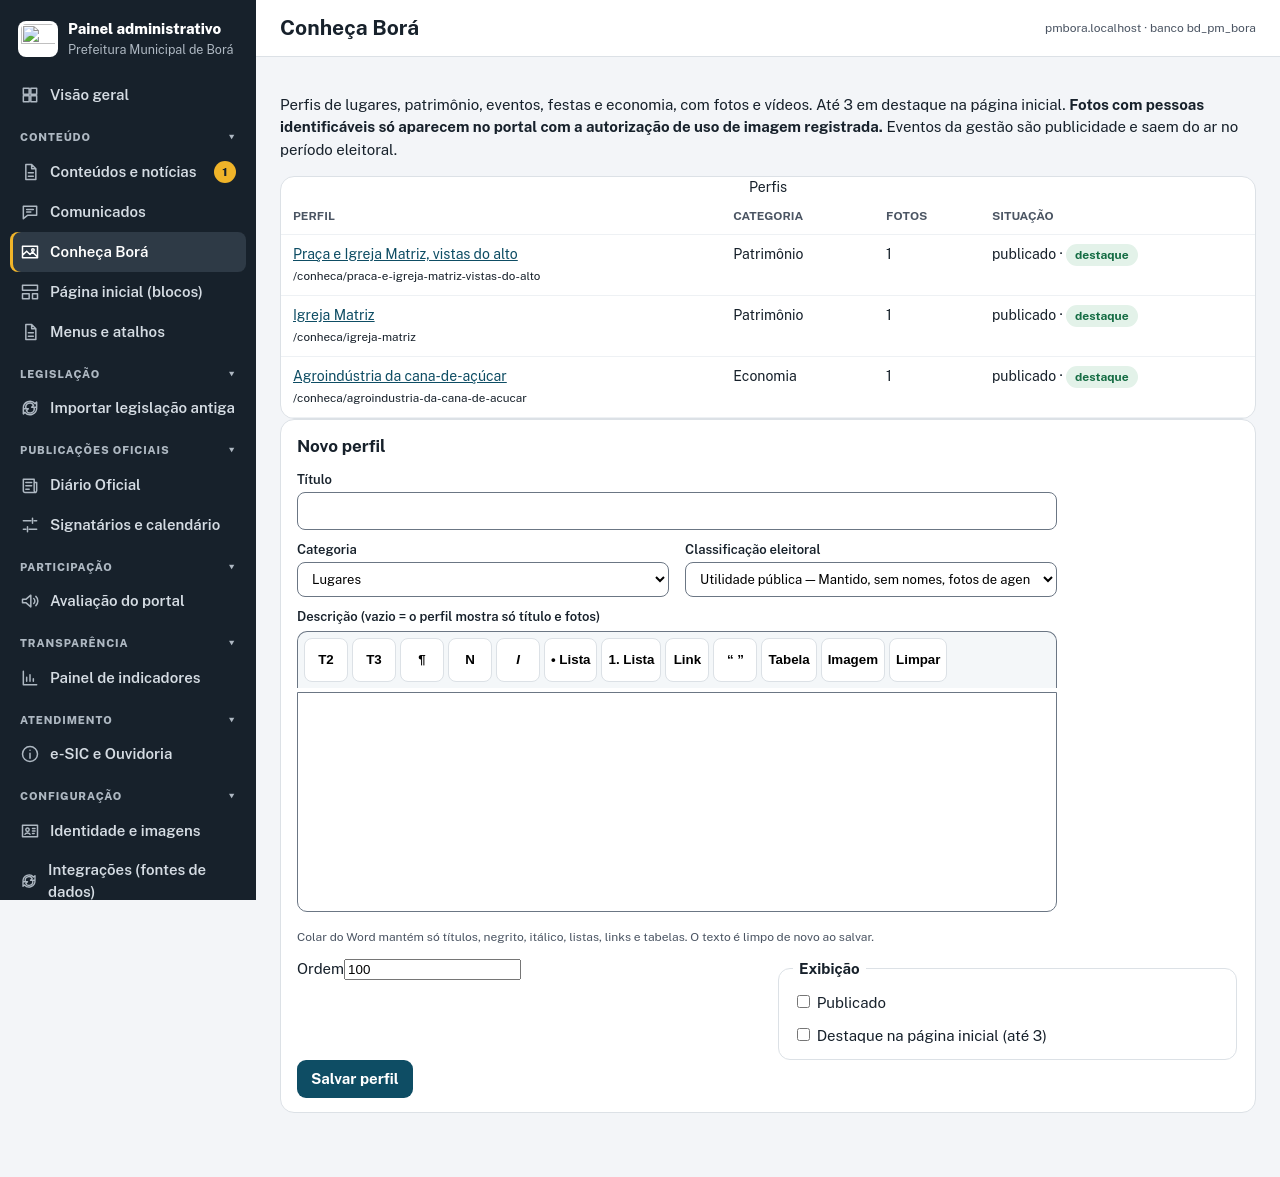 Painel administrativo
Prefeitura Municipal de Borá
Visão geral
CONTEÚDO ▾
Conteúdos e notícias 1
Comunicados
Conheça Borá
Página inicial (blocos)
Menus e atalhos
LEGISLAÇÃO ▾
Importar legislação antiga
PUBLICAÇÕES OFICIAIS ▾
Diário Oficial
Signatários e calendário
PARTICIPAÇÃO ▾
Avaliação do portal
TRANSPARÊNCIA ▾
Painel de indicadores
ATENDIMENTO ▾
e-SIC e Ouvidoria
CONFIGURAÇÃO ▾
Identidade e imagens
Integrações (fontes de
dados)
Conheça Borá
pmbora.localhost · banco bd_pm_bora
Perfis de lugares, patrimônio, eventos, festas e economia, com fotos e vídeos. Até 3 em destaque na página inicial. Fotos com pessoas
identificáveis só aparecem no portal com a autorização de uso de imagem registrada. Eventos da gestão são publicidade e saem do ar no
período eleitoral.
Perfis
PERFIL CATEGORIA FOTOS SITUAÇÃO
Praça e Igreja Matriz, vistas do alto Patrimônio 1 publicado · destaque
/conheca/praca-e-igreja-matriz-vistas-do-alto
Igreja Matriz Patrimônio 1 publicado · destaque
/conheca/igreja-matriz
Agroindústria da cana-de-açúcar Economia 1 publicado · destaque
/conheca/agroindustria-da-cana-de-acucar
Novo perfil
Título
Categoria Classificação eleitoral
Lugares Utilidade pública — Mantido, sem nomes, fotos de agen
Descrição (vazio = o perfil mostra só título e fotos)
T2 T3 ¶ N I • Lista 1. Lista Link “ ” Tabela Imagem Limpar
Colar do Word mantém só títulos, negrito, itálico, listas, links e tabelas. O texto é limpo de novo ao salvar.
Ordem 100
Exibição
Publicado
Destaque na página inicial (até 3)
Salvar perfil